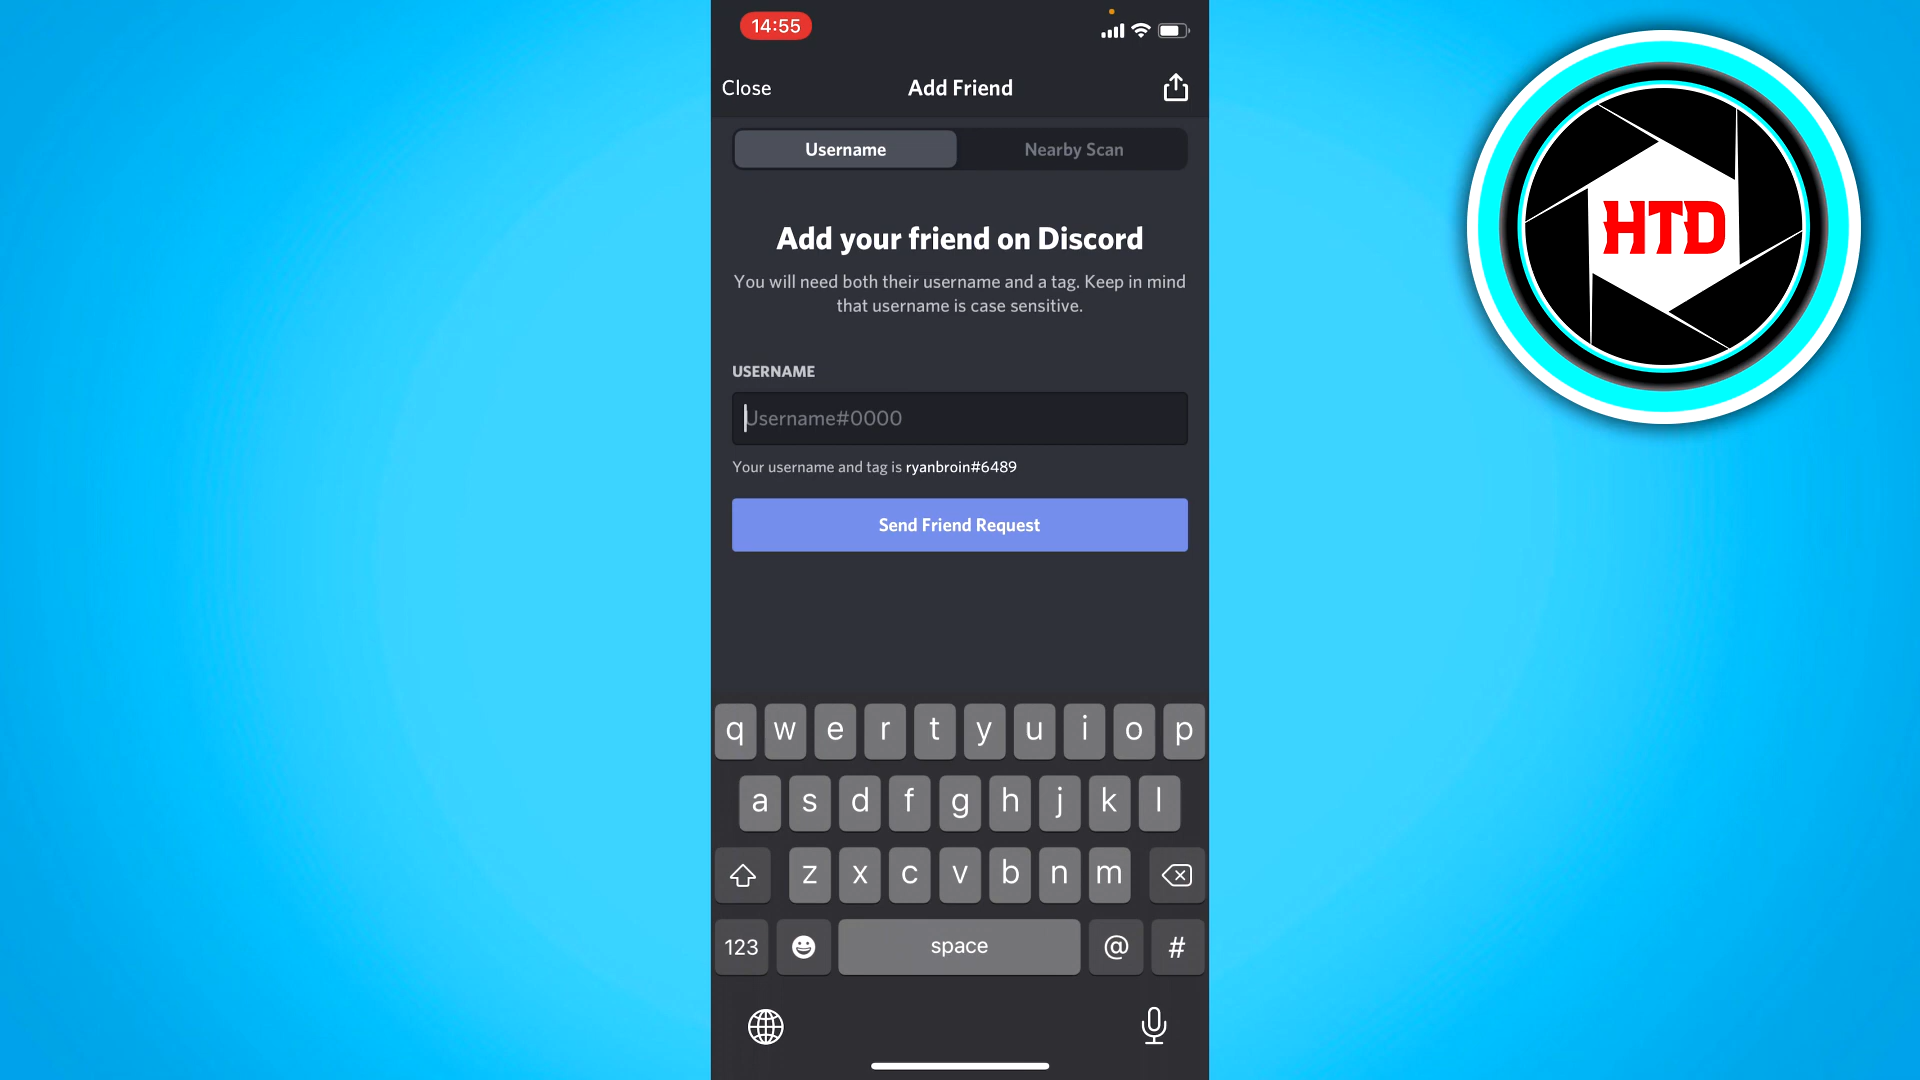 14:55
Close
Add Friend
Username
Nearby Scan
Add your friend on Discord
You will need both their username and a tag. Keep in mind
that username is case sensitive.
USERNAME
Username#0000
Your username and tag is ryanbroin#6489
Send Friend Request
q w e r t y u i o p
a s d f g h j k l
z x c v b n m
123
space
@
#
HTD